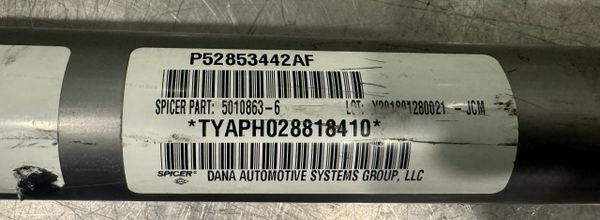 P52853442AF
SPICER PART: 5010863-6 LOT: Y201801280021 - JCM
*TYAPH028818410*
SPICER® DANA AUTOMOTIVE SYSTEMS GROUP, LLC